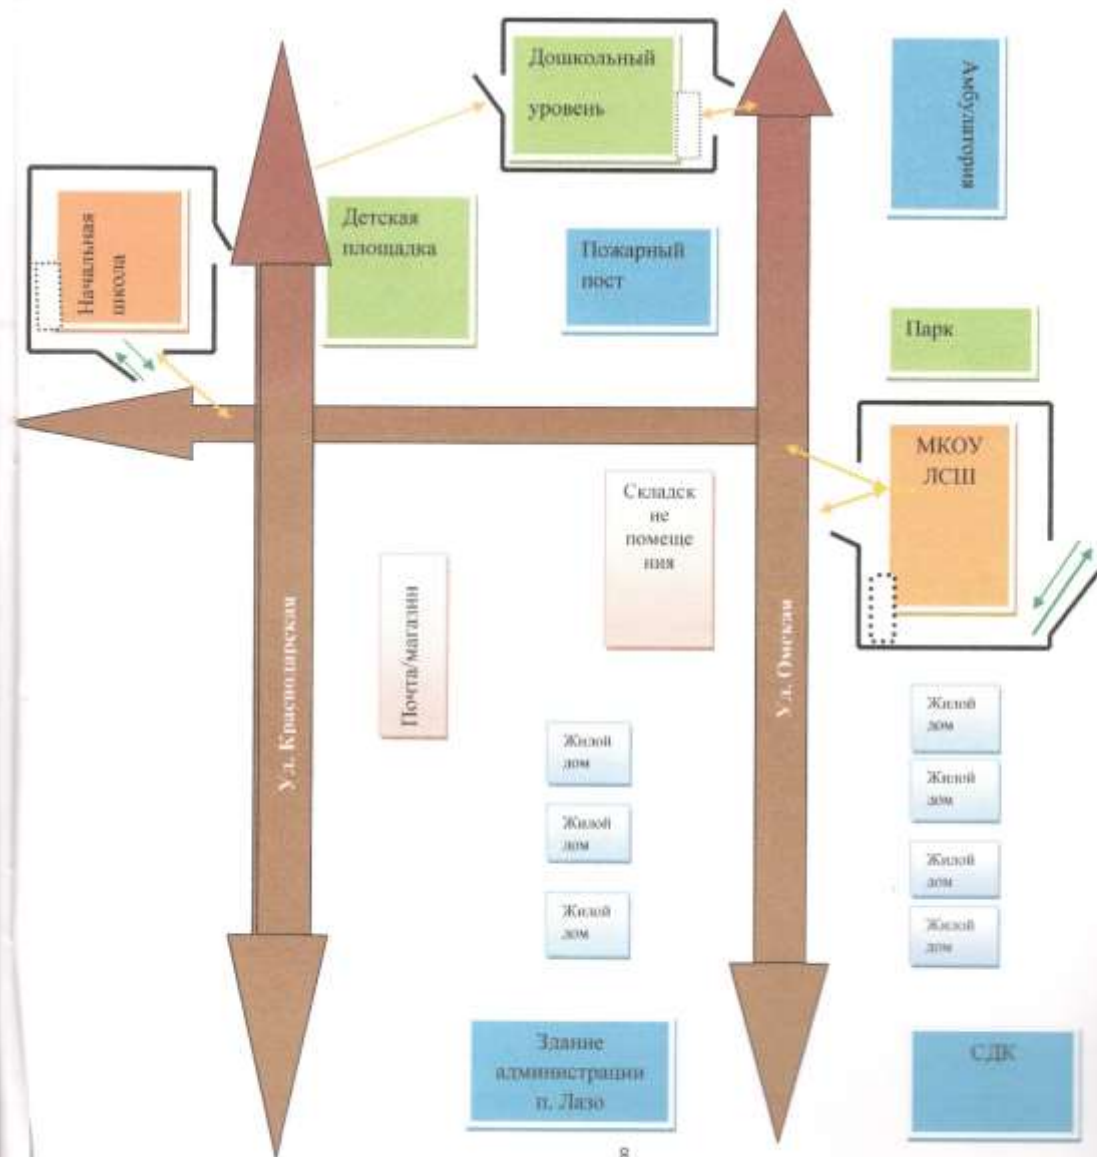 Дошкольный
уровень
Амбулатория
Начальная
школа
Детская
площадка
Пожарный
пост
Парк
МКОУ
ЛСШ
Складск
ие
помеще
ния
Почта/магазин
Ул. Краснодарская
Ул. Омская
Жилой
дом
Жилой
дом
Жилой
дом
Жилой
дом
Жилой
дом
Жилой
дом
Жилой
дом
Здание
администрации
п. Лазо
СДК
8